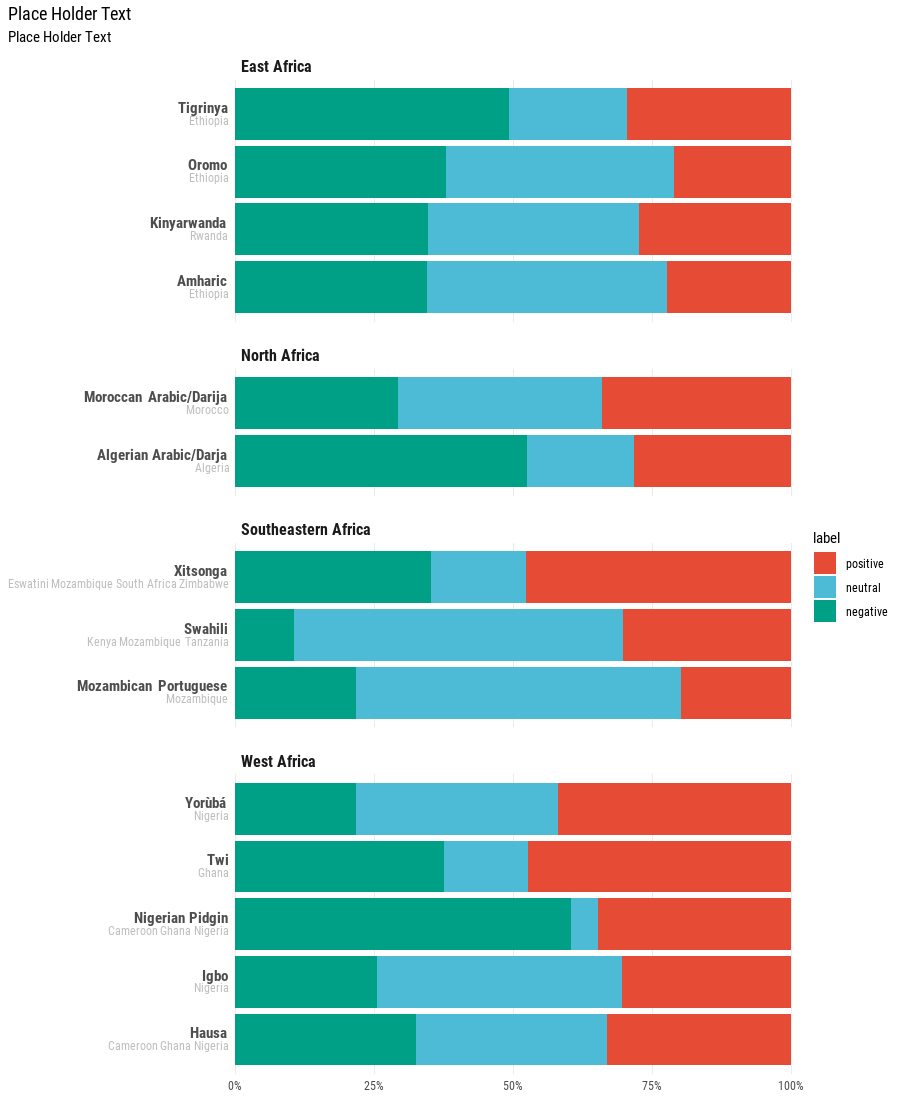 Place Holder Text
Place Holder Text
East Africa
Tigrinya
Ethiopia
Oromo
Ethiopia
Kinyarwanda
Rwanda
Amharic
Ethiopia
North Africa
Moroccan Arabic/Darija
Morocco
Algerian Arabic/Darja
Algeria
Southeastern Africa
Xitsonga
Eswatini Mozambique South Africa Zimbabwe
Swahili
Kenya Mozambique Tanzania
Mozambican Portuguese
Mozambique
label
positive
neutral
negative
West Africa
Yorùbá
Nigeria
Twi
Ghana
Nigerian Pidgin
Cameroon Ghana Nigeria
Igbo
Nigeria
Hausa
Cameroon Ghana Nigeria
0% 25% 50% 75% 100%